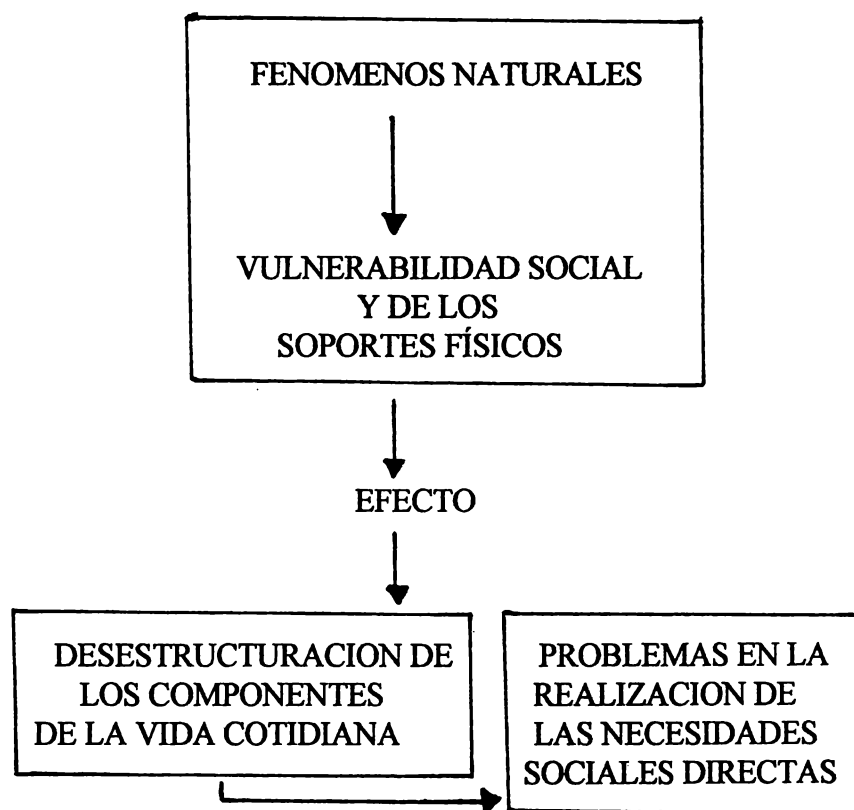 FENOMENOS NATURALES
VULNERABILIDAD SOCIAL
Y DE LOS
SOPORTES FÍSICOS
EFECTO
DESESTRUCTURACION DE
LOS COMPONENTES
DE LA VIDA COTIDIANA
PROBLEMAS EN LA
REALIZACION DE
LAS NECESIDADES
SOCIALES DIRECTAS